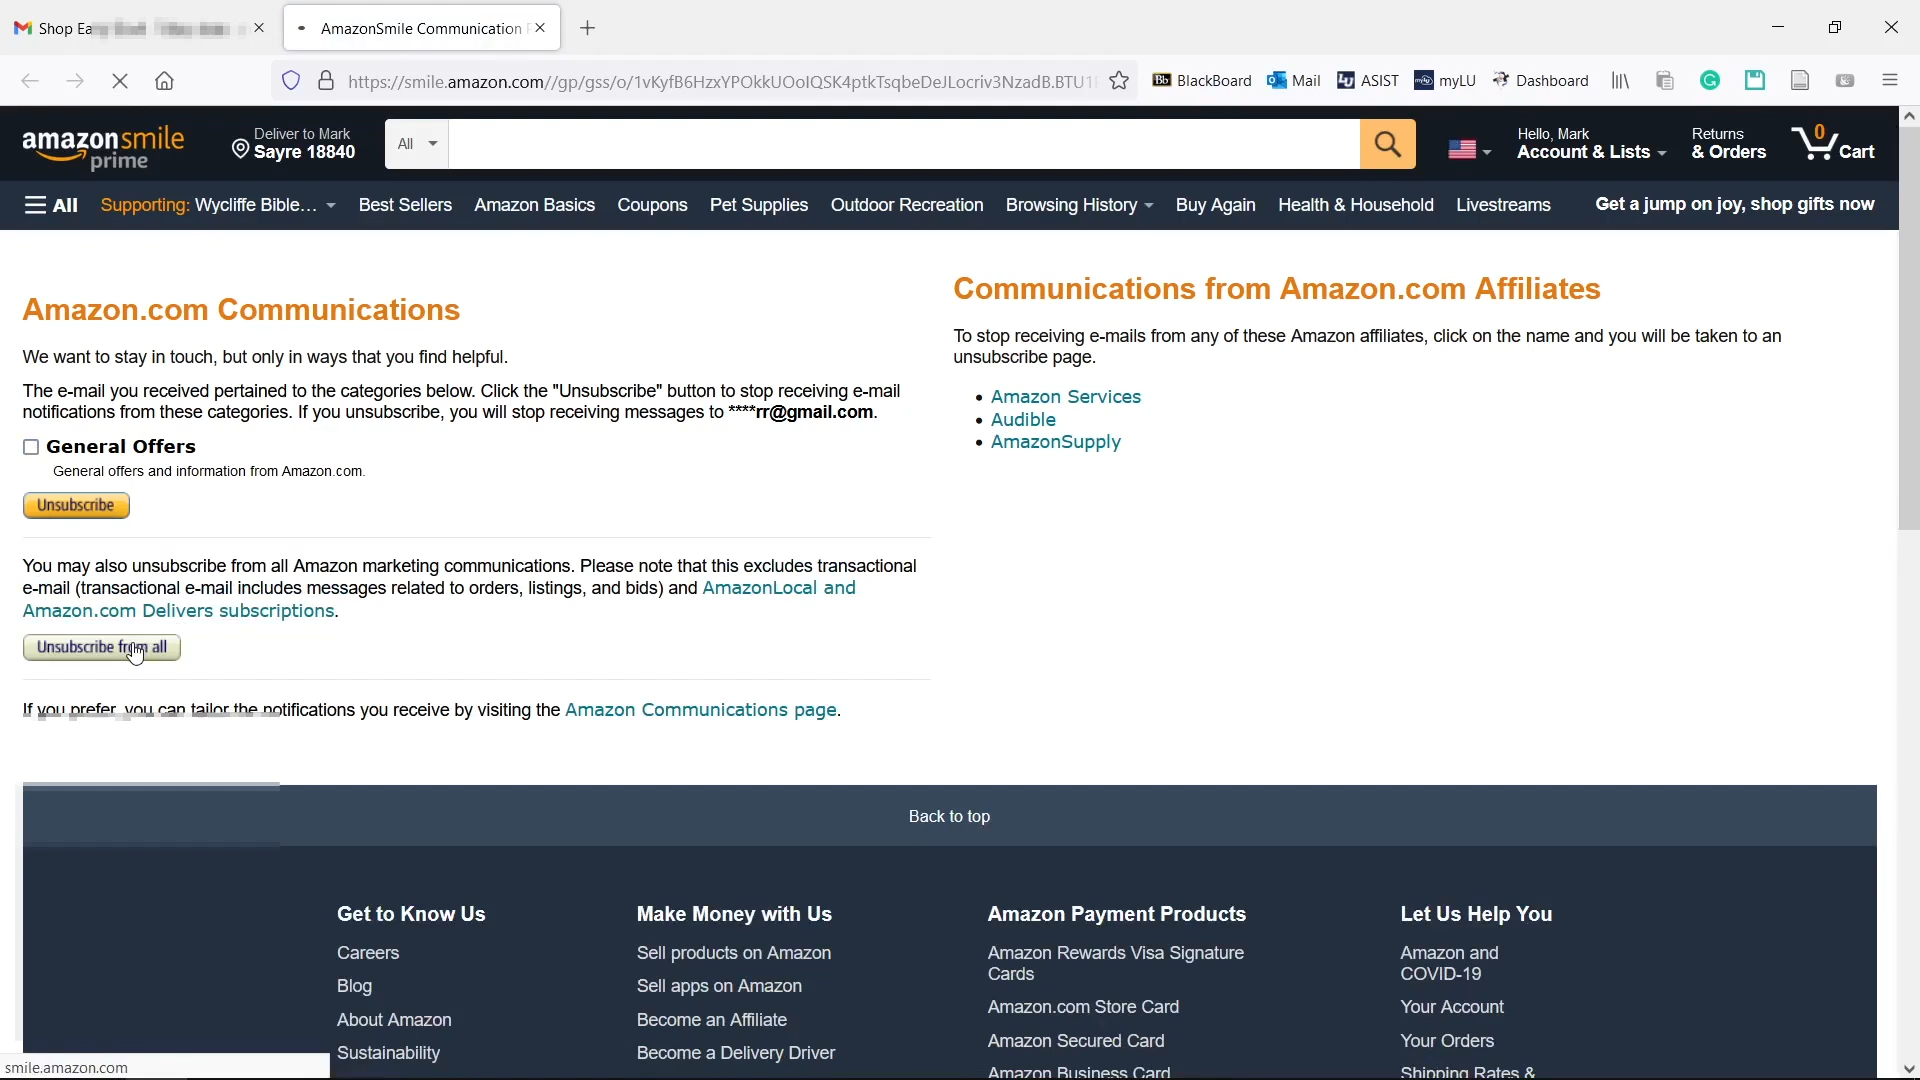 Shop Ea
AmazonSmile Communication
https://smile.amazon.com//gp/gss/o/1vKyfB6HzxYPOkkUOoIQSK4ptkTsqbeDeJLocriv3NzadB.BTU1
BlackBoard
Mail
ASIST
myLU
Dashboard
amazonsmile
prime
Deliver to Mark
Sayre 18840
All
Hello, Mark
Account & Lists
Returns
& Orders
0
Cart
All
Supporting: Wycliffe Bible...
Best Sellers
Amazon Basics
Coupons
Pet Supplies
Outdoor Recreation
Browsing History
Buy Again
Health & Household
Livestreams
Get a jump on joy, shop gifts now
Amazon.com Communications
We want to stay in touch, but only in ways that you find helpful.
The e-mail you received pertained to the categories below. Click the "Unsubscribe" button to stop receiving e-mail
notifications from these categories. If you unsubscribe, you will stop receiving messages to ****rr@gmail.com.
General Offers
General offers and information from Amazon.com.
Unsubscribe
You may also unsubscribe from all Amazon marketing communications. Please note that this excludes transactional
e-mail (transactional e-mail includes messages related to orders, listings, and bids) and AmazonLocal and
Amazon.com Delivers subscriptions.
Unsubscribe from all
If you prefer, you can tailor the notifications you receive by visiting the Amazon Communications page.
Communications from Amazon.com Affiliates
To stop receiving e-mails from any of these Amazon affiliates, click on the name and you will be taken to an
unsubscribe page.
• Amazon Services
• Audible
• AmazonSupply
Back to top
Get to Know Us
Careers
Blog
About Amazon
Sustainability
Make Money with Us
Sell products on Amazon
Sell apps on Amazon
Become an Affiliate
Become a Delivery Driver
Amazon Payment Products
Amazon Rewards Visa Signature
Cards
Amazon.com Store Card
Amazon Secured Card
Amazon Business Card
Let Us Help You
Amazon and
COVID-19
Your Account
Your Orders
Shipping Rates &
smile.amazon.com